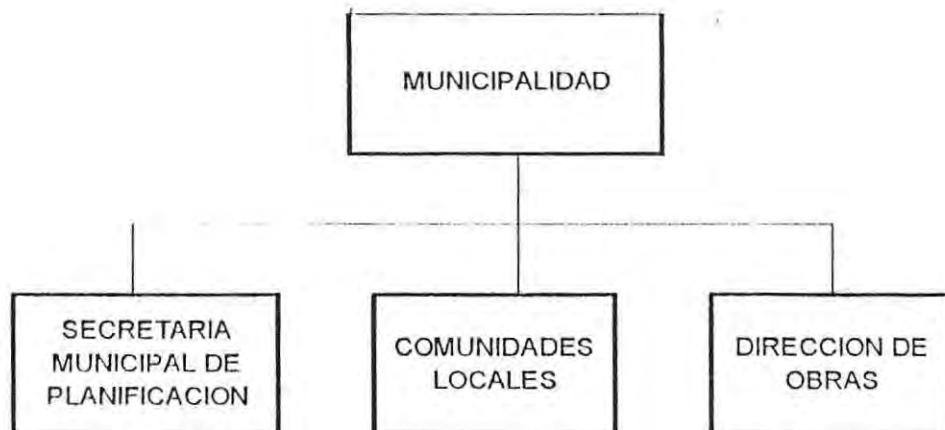 MUNICIPALIDAD
SECRETARIA
MUNICIPAL DE
PLANIFICACION
COMUNIDADES
LOCALES
DIRECCION DE
OBRAS